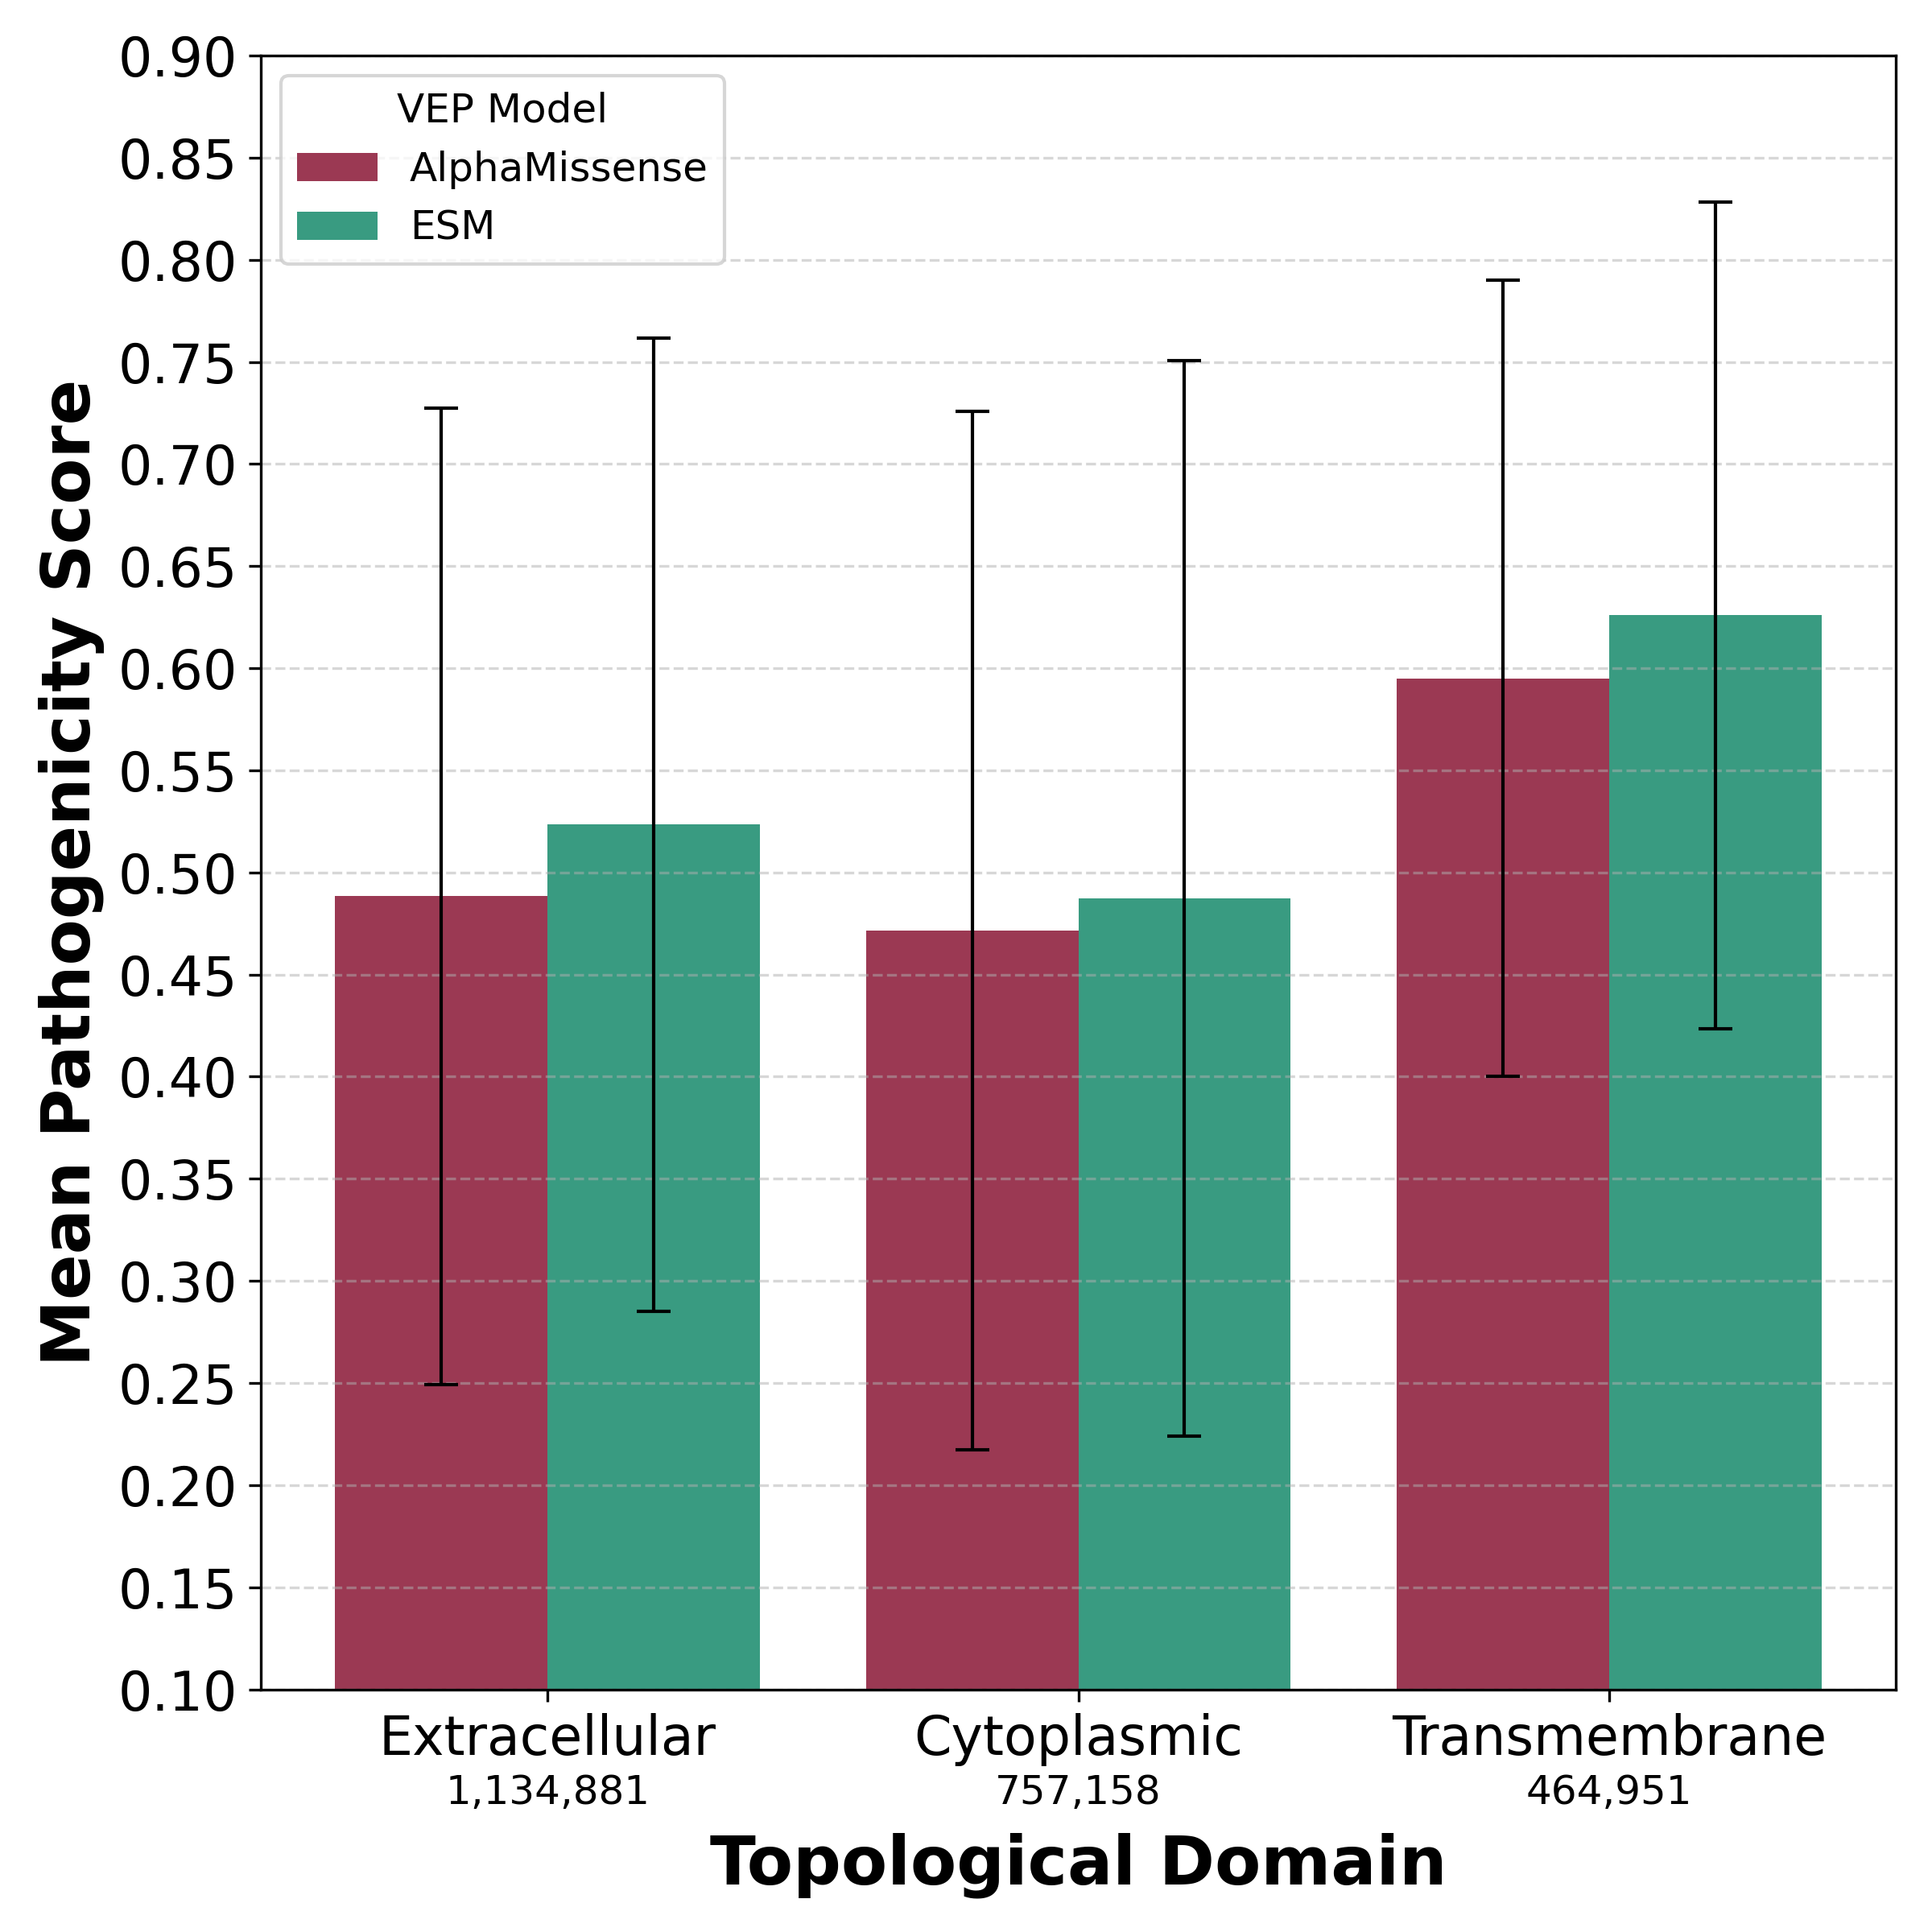 0.90
0.85
0.80
0.75
0.70
0.65
0.60
0.55
0.50
0.45
0.40
0.35
0.30
0.25
0.20
0.15
0.10
Mean Pathogenicity Score
VEP Model
AlphaMissense
ESM
Extracellular
1,134,881
Cytoplasmic
757,158
Transmembrane
464,951
Topological Domain